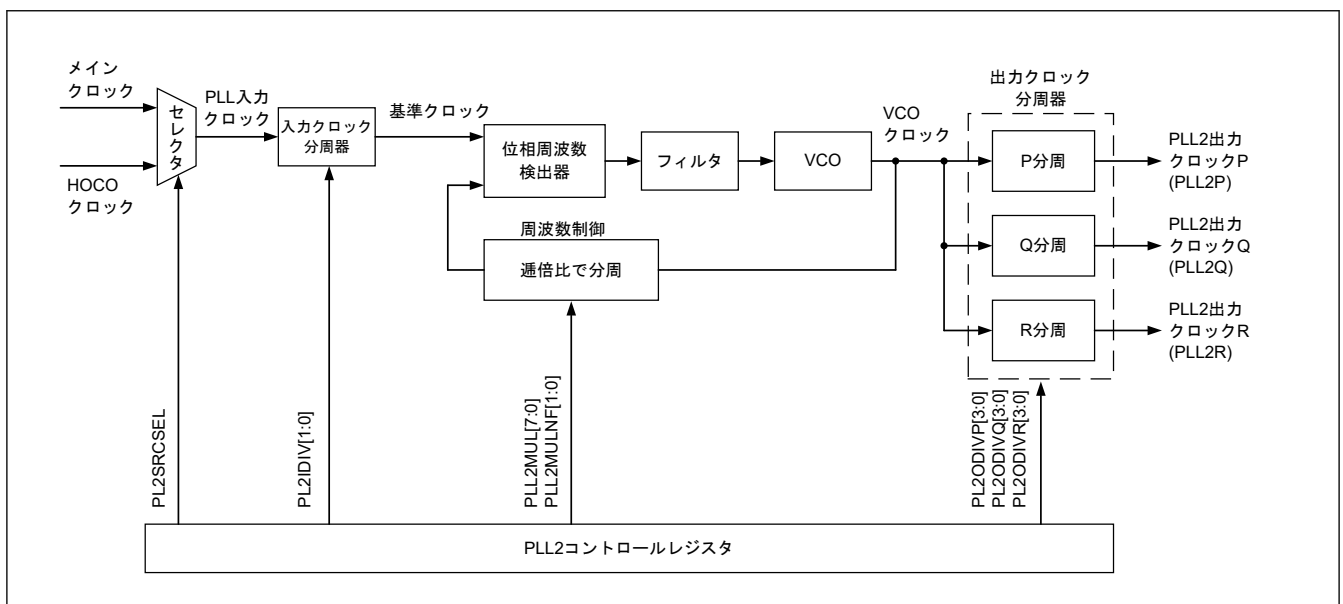 メイン
クロック
HOCO
クロック
セレクタ
PLL入力
クロック
入力クロック
分周器
基準クロック
位相周波数
検出器
フィルタ
VCO
VCO
クロック
周波数制御
逓倍比で分周
出力クロック
分周器
P分周
Q分周
R分周
PLL2出力
クロックP
(PLL2P)
PLL2出力
クロックQ
(PLL2Q)
PLL2出力
クロックR
(PLL2R)
PL2SRCSEL
PL2IDIV[1:0]
PLL2MUL[7:0]
PLL2MULNF[1:0]
PL2ODIVP[3:0]
PL2ODIVQ[3:0]
PL2ODIVR[3:0]
PLL2コントロールレジスタ